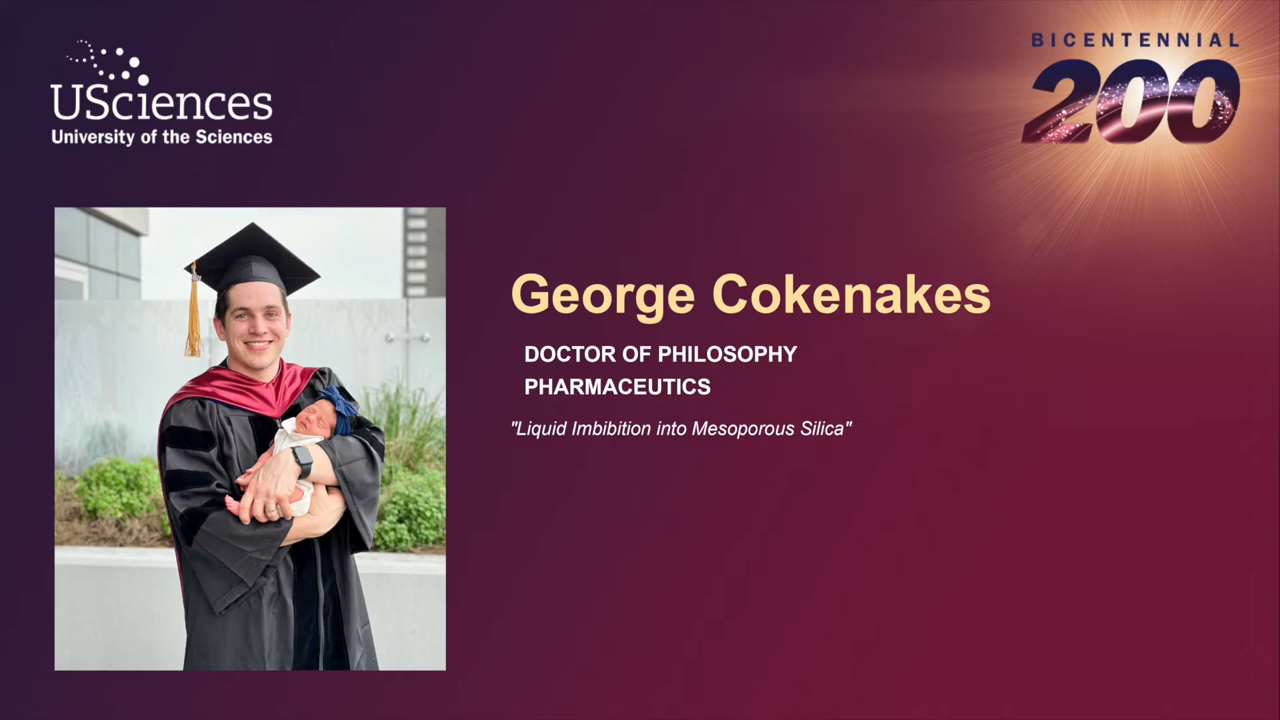 USciences
University of the Sciences
BICENTENNIAL
200
George Cokenakes
DOCTOR OF PHILOSOPHY
PHARMACEUTICS
"Liquid Imbibition into Mesoporous Silica"